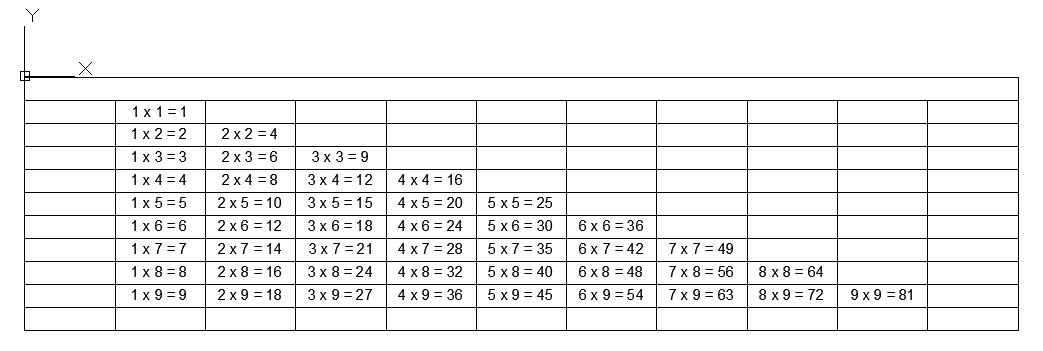 Y
X
1 x 1 = 1
1 x 2 = 2 2 x 2 = 4
1 x 3 = 3 2 x 3 = 6 3 x 3 = 9
1 x 4 = 4 2 x 4 = 8 3 x 4 = 12 4 x 4 = 16
1 x 5 = 5 2 x 5 = 10 3 x 5 = 15 4 x 5 = 20 5 x 5 = 25
1 x 6 = 6 2 x 6 = 12 3 x 6 = 18 4 x 6 = 24 5 x 6 = 30 6 x 6 = 36
1 x 7 = 7 2 x 7 = 14 3 x 7 = 21 4 x 7 = 28 5 x 7 = 35 6 x 7 = 42 7 x 7 = 49
1 x 8 = 8 2 x 8 = 16 3 x 8 = 24 4 x 8 = 32 5 x 8 = 40 6 x 8 = 48 7 x 8 = 56 8 x 8 = 64
1 x 9 = 9 2 x 9 = 18 3 x 9 = 27 4 x 9 = 36 5 x 9 = 45 6 x 9 = 54 7 x 9 = 63 8 x 9 = 72 9 x 9 = 81